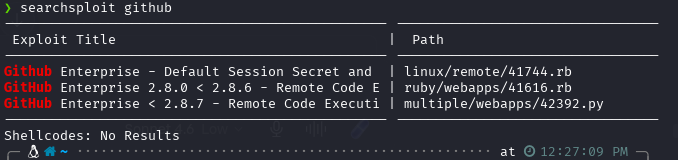 ❯ searchsploit github
Exploit Title | Path
Github Enterprise - Default Session Secret and | linux/remote/41744.rb
GitHub Enterprise 2.8.0 < 2.8.6 - Remote Code E | ruby/webapps/41616.rb
GitHub Enterprise < 2.8.7 - Remote Code Executi | multiple/webapps/42392.py
Shellcodes: No Results
~ at 12:27:09 PM